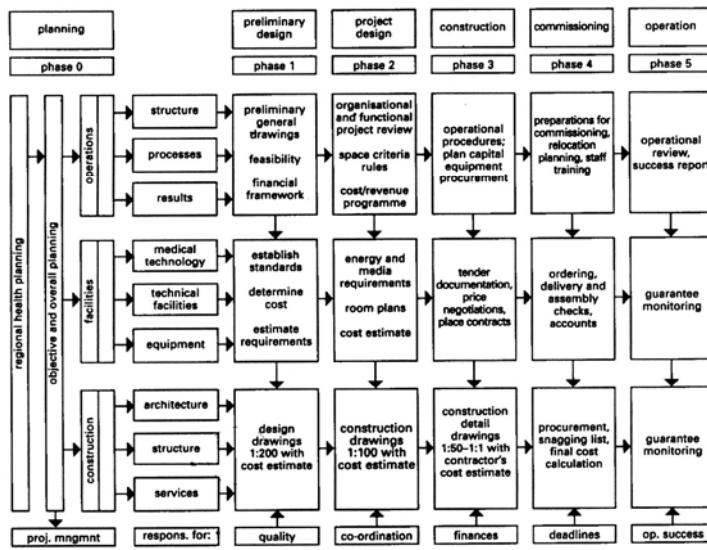 planning
preliminary
design
project
design
construction
commissioning
operation
phase 0
phase 1
phase 2
phase 3
phase 4
phase 5
regional health planning
objective and overall planning
operations
structure
processes
results
preliminary
general
drawings
feasibility
financial
framework
organisational
and functional
project review
space criteria
rules
cost/revenue
programme
operational
procedures;
plan capital
equipment
procurement
preparations for
commissioning,
relocation
planning, staff
training
operational
review,
success report
facilities
medical
technology
technical
facilities
equipment
establish
standards
determine
cost
estimate
requirements
energy and
media
requirements
room plans
cost estimate
tender
documentation,
price
negotiations,
place contracts
ordering,
delivery and
assembly
checks,
accounts
guarantee
monitoring
construction
architecture
structure
services
design
drawings
1:200 with
cost estimate
construction
drawings
1:100 with
cost estimate
construction
detail
drawings
1:50–1:1 with
contractor's
cost estimate
procurement,
snagging list,
final cost
calculation
guarantee
monitoring
proj. mngmnt
respons. for:
quality
co-ordination
finances
deadlines
op. success